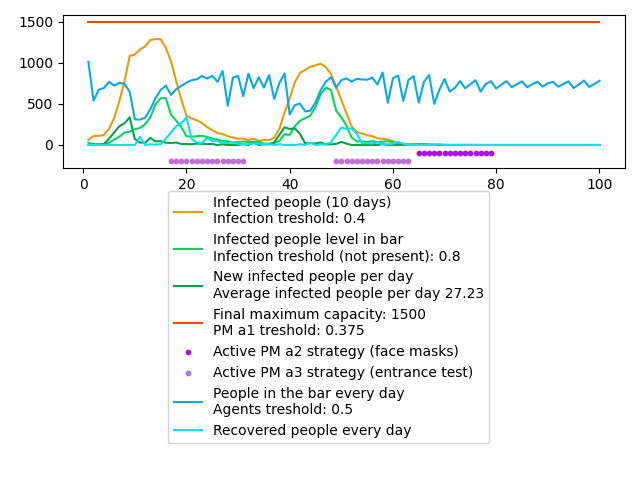 1500
1000
500
0
0 20 40 60 80 100
Infected people (10 days)
Infection treshold: 0.4
Infected people level in bar
Infection treshold (not present): 0.8
New infected people per day
Average infected people per day 27.23
Final maximum capacity: 1500
PM a1 treshold: 0.375
Active PM a2 strategy (face masks)
Active PM a3 strategy (entrance test)
People in the bar every day
Agents treshold: 0.5
Recovered people every day